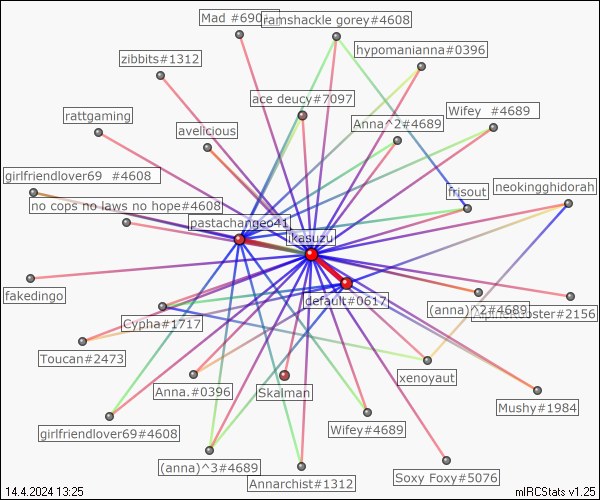 Mad #690
ramshackle gorey#4608
hypomanianna#0396
zibbits#1312
ace deucy#7097
rattgaming
Anna^2#4689
Wifey #4689
avelicious
girlfriendlover69 #4608
frisout
neokingghidorah
no cops no laws no hope#4608
pastachangeo41
ikasuzu
fakedingo
default#0617
(anna)^2#4689
#2156
Cypha#1717
Toucan#2473
xenoyaut
Anna.#0396
Skalman
Mushy#1984
girlfriendlover69#4608
Wifey#4689
(anna)^3#4689
Annarchist#1312
Soxy Foxy#5076
14.4.2024 13:25
mIRCStats v1.25